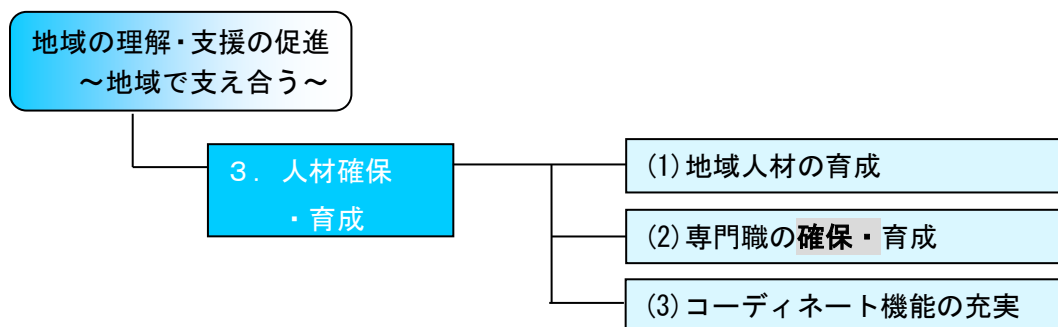 地域の理解・支援の促進
～地域で支え合う～
３．人材確保
・育成
(1)地域人材の育成
(2)専門職の確保・育成
(3)コーディネート機能の充実